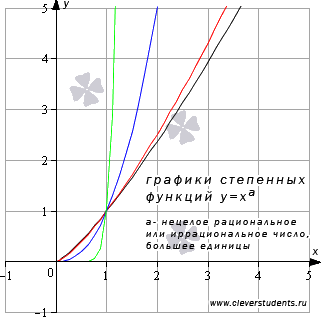 y
5
4
3
2
1
графики степенных
функций y=xᵃ
а- нецелое рациональное
или иррациональное число,
большее единицы
x
-1 0 1 2 3 4 5
-1
www.cleverstudents.ru